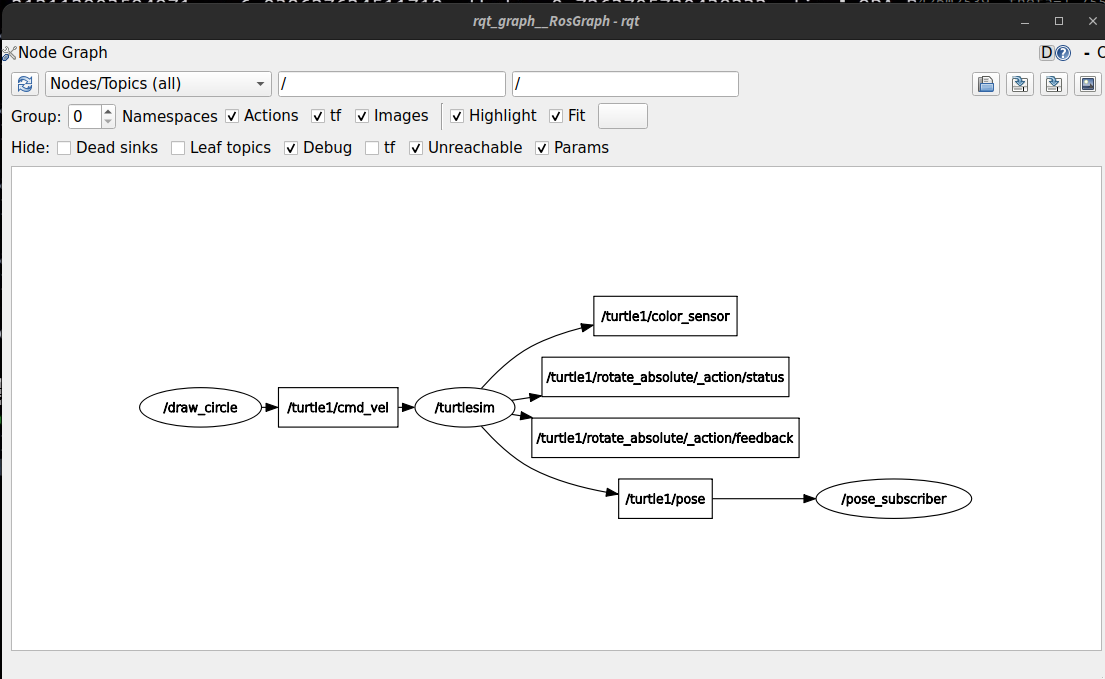 rqt_graph__RosGraph - rqt
Node Graph
D ? - O
Nodes/Topics (all) / /
Group: 0 Namespaces Actions tf Images Highlight Fit
Hide: Dead sinks Leaf topics Debug tf Unreachable Params
/turtle1/color_sensor
/turtle1/rotate_absolute/_action/status
/draw_circle /turtle1/cmd_vel /turtlesim
/turtle1/rotate_absolute/_action/feedback
/turtle1/pose /pose_subscriber